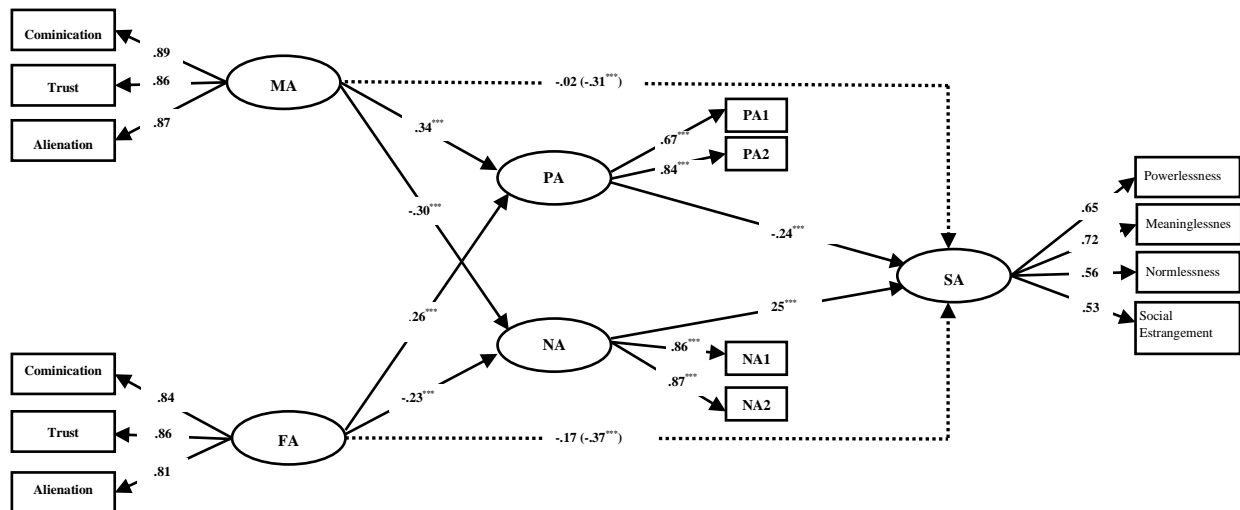 Cominication
.89
Trust
.86
Alienation
.87
MA
-.02 (-.31***)
.34***
-.30***
PA
.67***
PA1
.84***
PA2
-.24***
.26***
-.23***
NA
.25***
.86***
NA1
.87***
NA2
SA
.65
Powerlessness
.72
Meaninglessnes
.56
Normlessness
.53
Social
Estrangement
Cominication
.84
Trust
.86
Alienation
.81
FA
-.17 (-.37***)